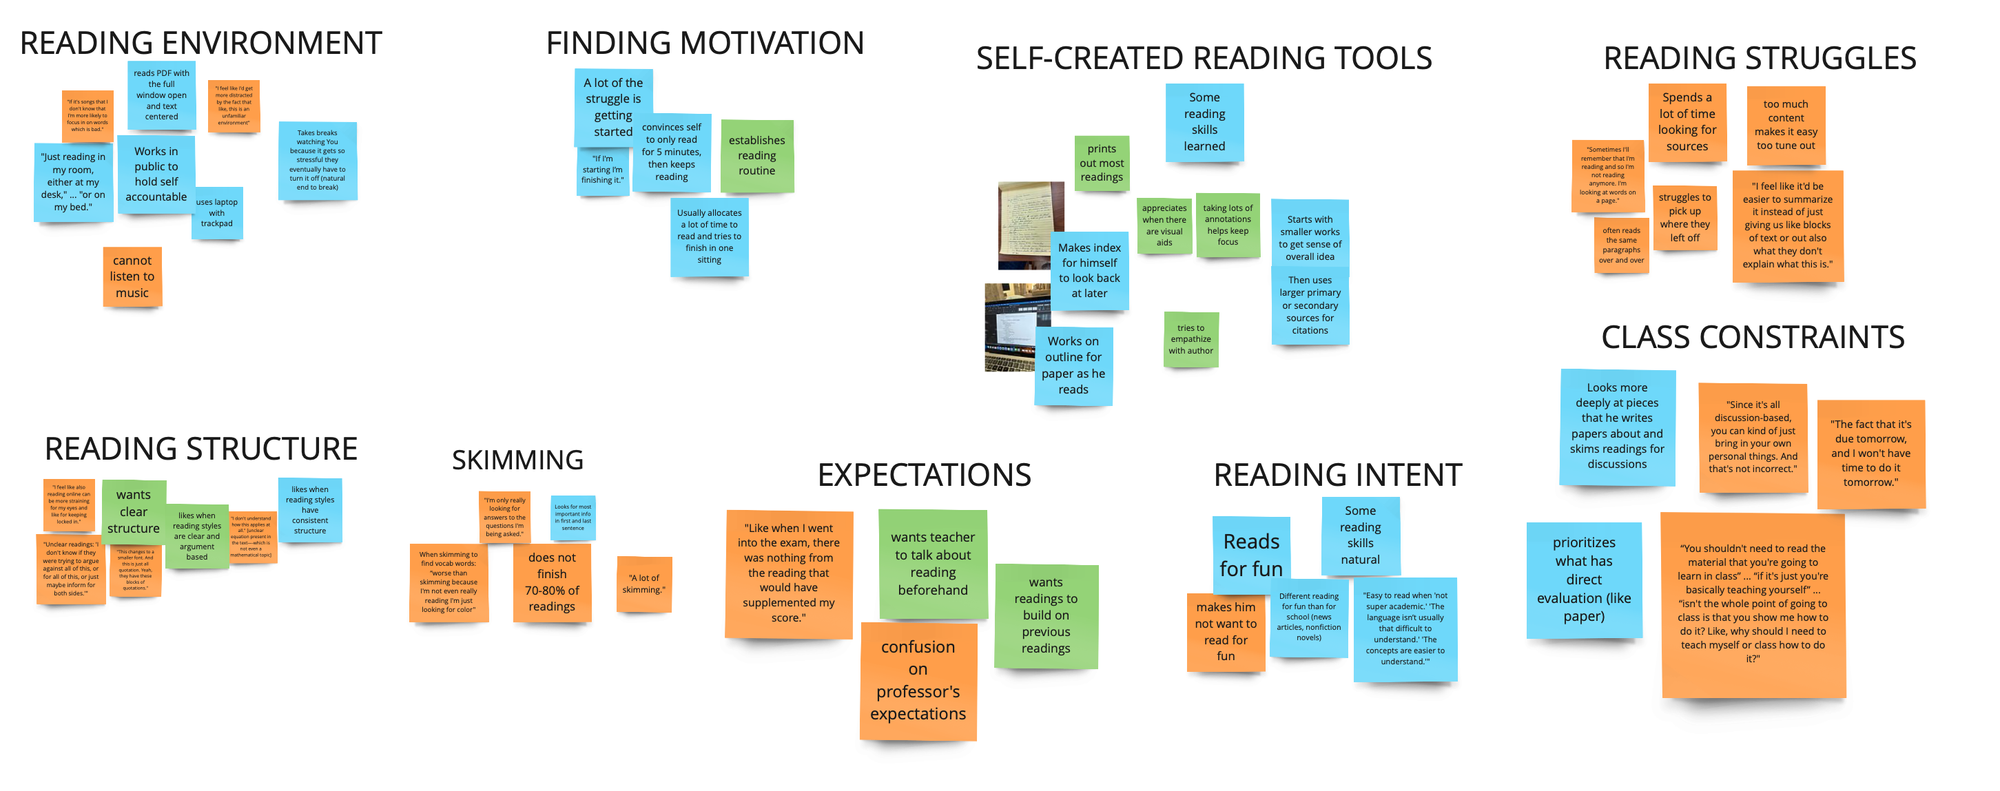 READING ENVIRONMENT
"If it's songs that I
don't know that
I'm more likely to
focus in on words
which is bad."
reads PDF with
the full
window open
and text
centered
"I feel like I'd get
more distracted
by the fact that
like, this is an
unfamiliar
environment"
"Just reading in
my room,
either at my
desk," ... "or on
my bed."
Works in
public to
hold self
accountable
uses laptop
with
trackpad
Takes breaks
watching You
because it gets so
stressful they
eventually have to
turn it off (natural
end to break)
cannot
listen to
music
FINDING MOTIVATION
A lot of the
struggle is
getting
started
"If I'm
starting I'm
finishing it."
convinces self
to only read
for 5 minutes,
then keeps
reading
establishes
reading
routine
Usually allocates
a lot of time to
read and tries to
finish in one
sitting
SELF-CREATED READING TOOLS
Some
reading
skills
learned
prints
out most
readings
appreciates
when there
are visual
aids
taking lots of
annotations
helps keep
focus
Starts with
smaller works
to get sense of
overall idea
Then uses
larger primary
or secondary
sources for
citations
Makes index
for himself
to look back
at later
Works on
outline for
paper as he
reads
tries to
empathize
with author
READING STRUGGLES
Spends a
lot of time
looking for
sources
too much
content
makes it easy
too tune out
"Sometimes I'll
remember that I'm
reading and so I'm
not reading
anymore. I'm
looking at words on
a page."
struggles to
pick up
where they
left off
often reads
the same
paragraphs
over and over
"I feel like it'd be
easier to summarize
it instead of just
giving us like blocks
of text or out also
what they don't
explain what this is."
CLASS CONSTRAINTS
Looks more
deeply at pieces
that he writes
papers about and
skims readings for
discussions
"Since it's all
discussion-based,
you can kind of just
bring in your own
personal things. And
that's not incorrect."
"The fact that it's
due tomorrow,
and I won't have
time to do it
tomorrow."
prioritizes
what has
direct
evaluation (like
paper)
"You shouldn't need to read the
material that you're going to
learn in class" ... "if it's just you're
basically teaching yourself" ...
"isn't the whole point of going to
class is that you show me how to
do it? Like, why should I need to
teach myself or class how to do
it?"
READING STRUCTURE
"I feel like also
reading online can
be more straining
for my eyes and
like for keeping
locked in."
wants
clear
structure
likes when
reading styles
are clear and
argument
based
"I don't understand
how this applies at
all." (unclear
equation present in
the text—which is
not even a
mathematical topic)
likes when
reading styles
have
consistent
structure
"Unclear readings: 'I
don't know if they
were trying to argue
against all of this, or
for all of this, or just
maybe inform for
both sides.'"
"This changes to a
smaller font. And
this is just all
quotation. Yeah,
they have these
blocks of
quotations."
SKIMMING
"I'm only really
looking for
answers to the
questions I'm
being asked."
Looks for most
important info
in first and last
sentence
When skimming to
find vocab words:
"worse than
skimming because
I'm not even really
reading I'm just
looking for color"
does not
finish
70-80% of
readings
"A lot of
skimming."
EXPECTATIONS
"Like when I went
into the exam, there
was nothing from
the reading that
would have
supplemented my
score."
wants teacher
to talk about
reading
beforehand
wants
readings to
build on
previous
readings
confusion
on
professor's
expectations
READING INTENT
Reads
for fun
Some
reading
skills
natural
makes him
not want to
read for
fun
Different reading
for fun than for
school (news
articles, nonfiction
novels)
"Easy to read when 'not
super academic.' 'The
language isn't usually
that difficult to
understand.' 'The
concepts are easier to
understand.'"